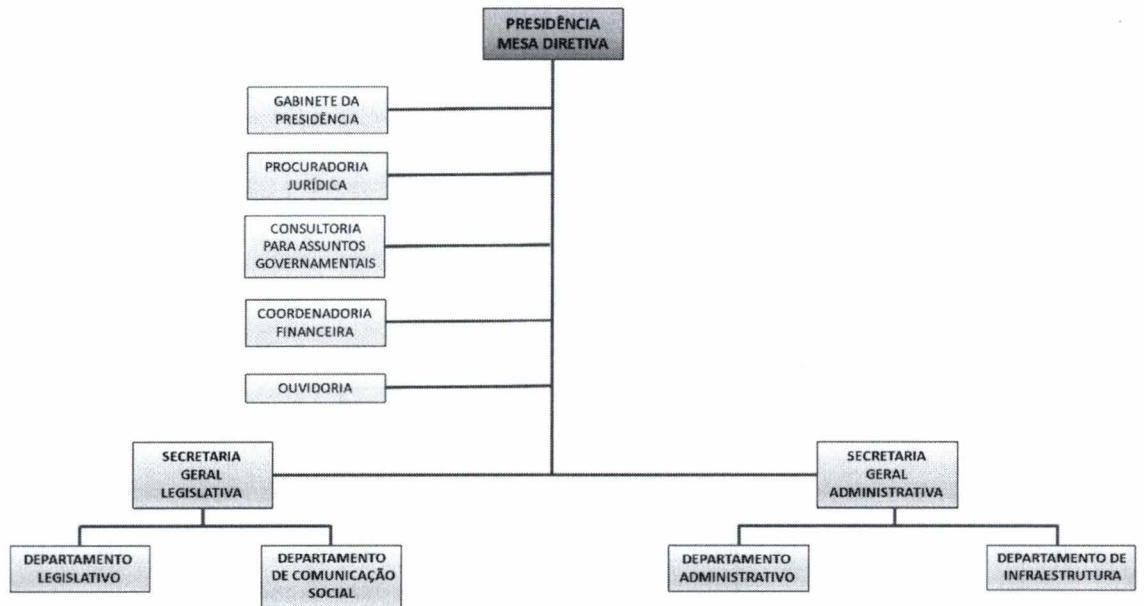 PRESIDÊNCIA
MESA DIRETIVA
GABINETE DA
PRESIDÊNCIA
PROCURADORIA
JURÍDICA
CONSULTORIA
PARA ASSUNTOS
GOVERNAMENTAIS
COORDENADORIA
FINANCEIRA
OUVIDORIA
SECRETARIA
GERAL
LEGISLATIVA
SECRETARIA
GERAL
ADMINISTRATIVA
DEPARTAMENTO
LEGISLATIVO
DEPARTAMENTO
DE COMUNICAÇÃO
SOCIAL
DEPARTAMENTO
ADMINISTRATIVO
DEPARTAMENTO DE
INFRAESTRUTURA